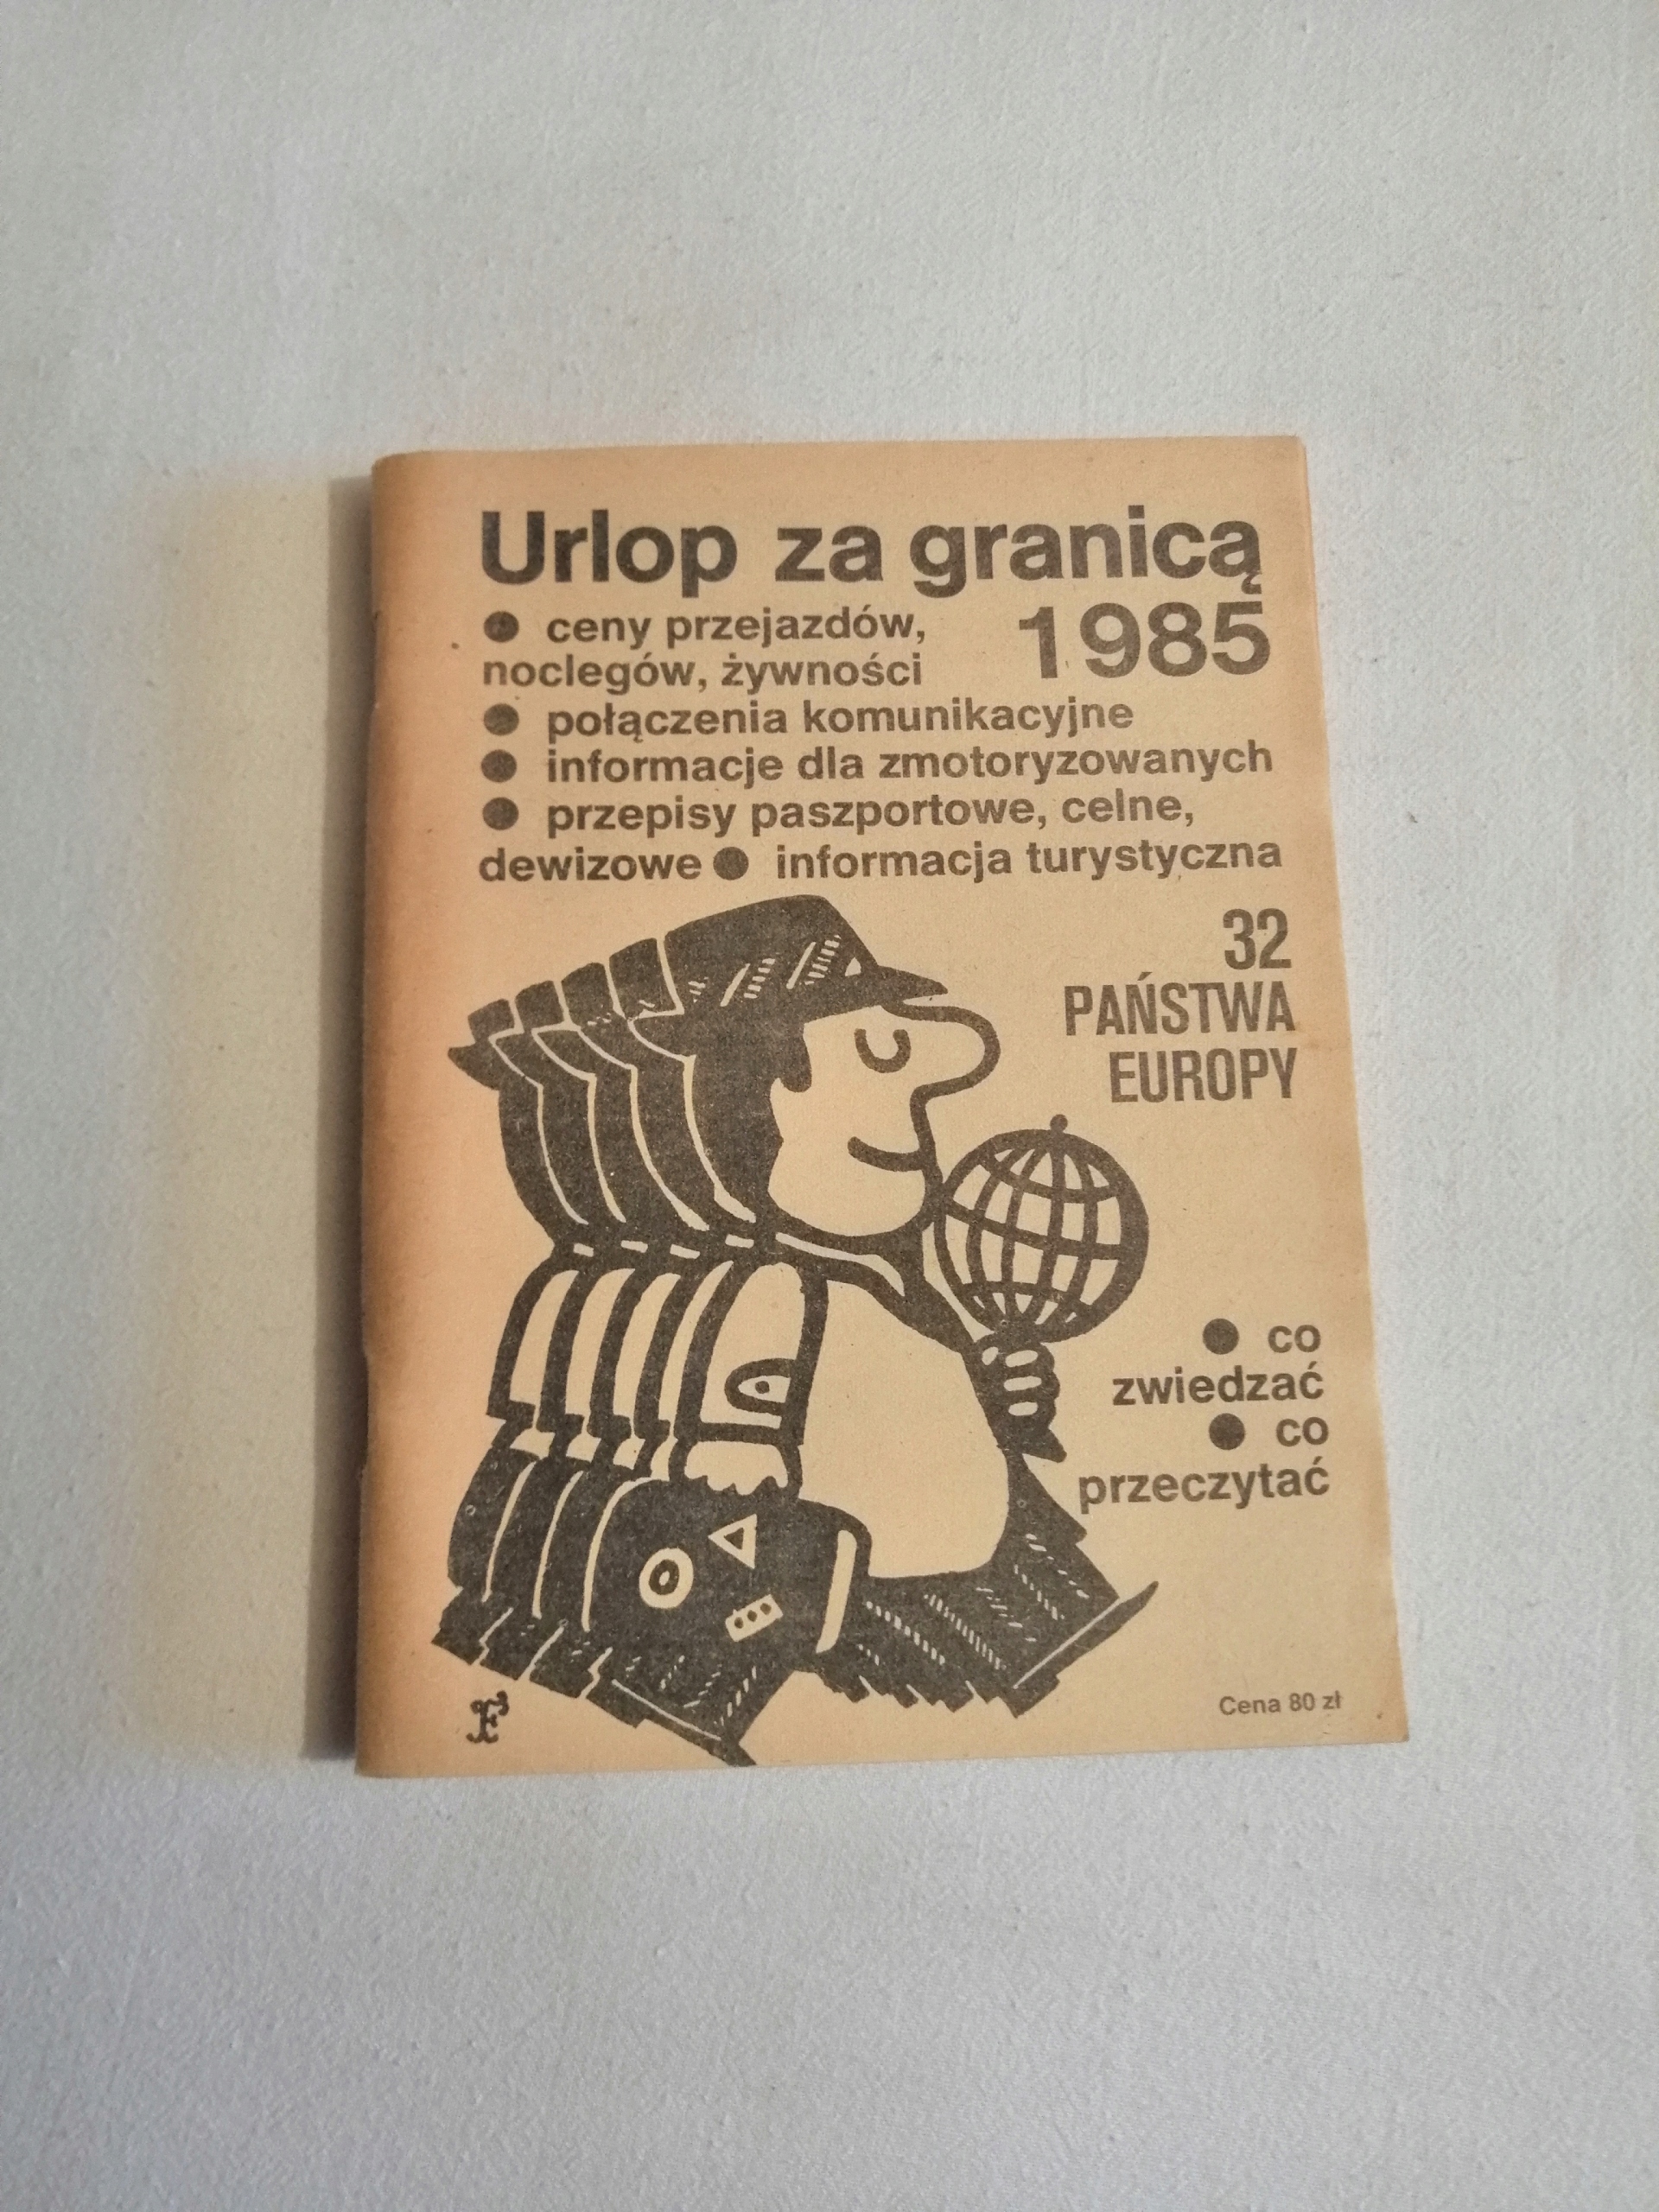 Urlop za granicą
1985
● ceny przejazdów,
noclegów, żywności
● połączenia komunikacyjne
● informacje dla zmotoryzowanych
● przepisy paszportowe, celne,
dewizowe ● informacja turystyczna
32
PAŃSTWA
EUROPY
● co
zwiedzać
● co
przeczytać
Cena 80 zł